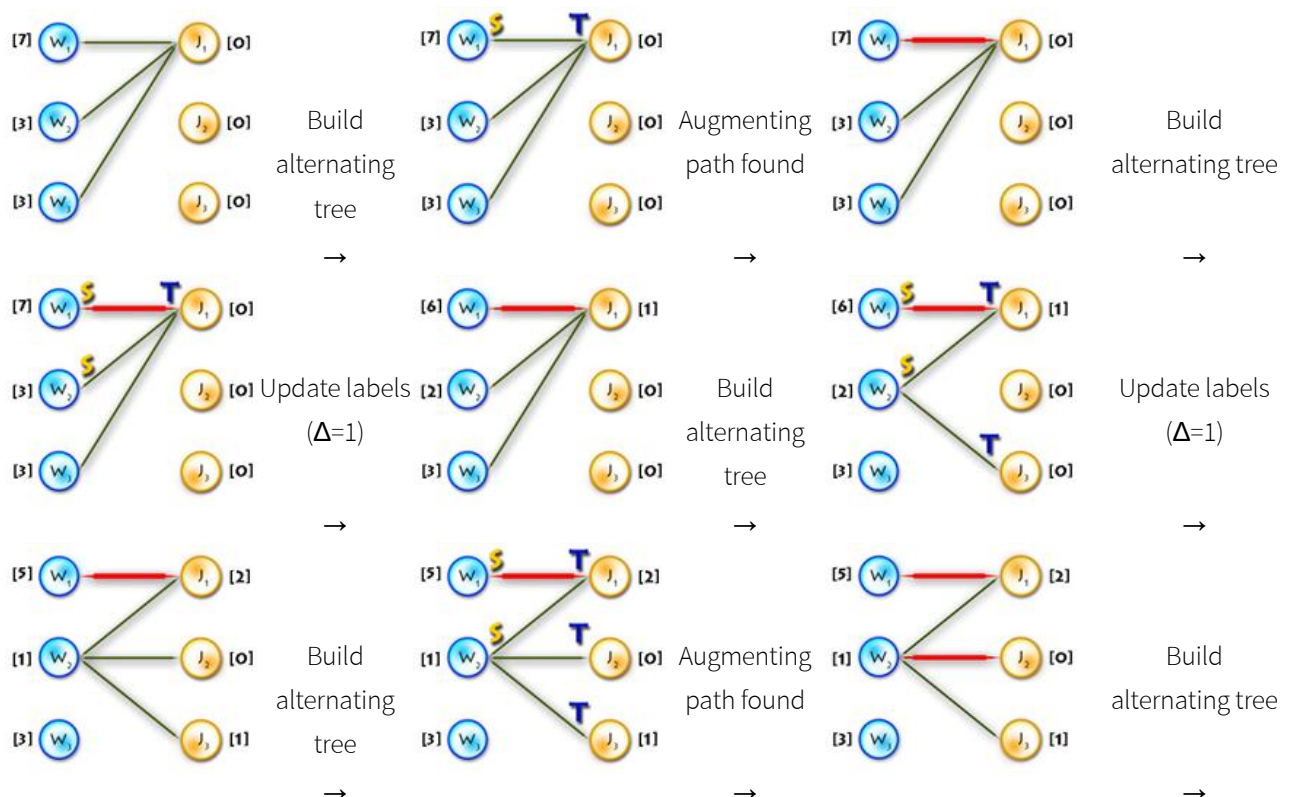 S T
[7] W1 J1 [0] [7] W1 J1 [0] [7] W1 J1 [0]
[3] W2 J2 [0] Build [3] W2 J2 [0] Augmenting [3] W2 J2 [0] Build
alternating path found alternating tree
[3] W3 J3 [0] tree [3] W3 J3 [0] [3] W3 J3 [0]
→ → →
S T S T
[7] W1 J1 [0] [6] W1 J1 [1] [6] W1 J1 [1]
S S
[3] W2 J2 [0] Update labels [2] W2 J2 [0] Build [2] W2 J2 [0] Update labels
(Δ=1) alternating T (Δ=1)
[3] W3 J3 [0] [3] W3 J3 [0] tree [3] W3 J3 [0]
→ → →
S T
[5] W1 J1 [2] [5] W1 J1 [2] [5] W1 J1 [2]
S T
[1] W2 J2 [0] Build [1] W2 J2 [0] Augmenting [1] W2 J2 [0] Build
alternating T path found alternating tree
[3] W3 J3 [1] tree [3] W3 J3 [1] [3] W3 J3 [1]
→ → →